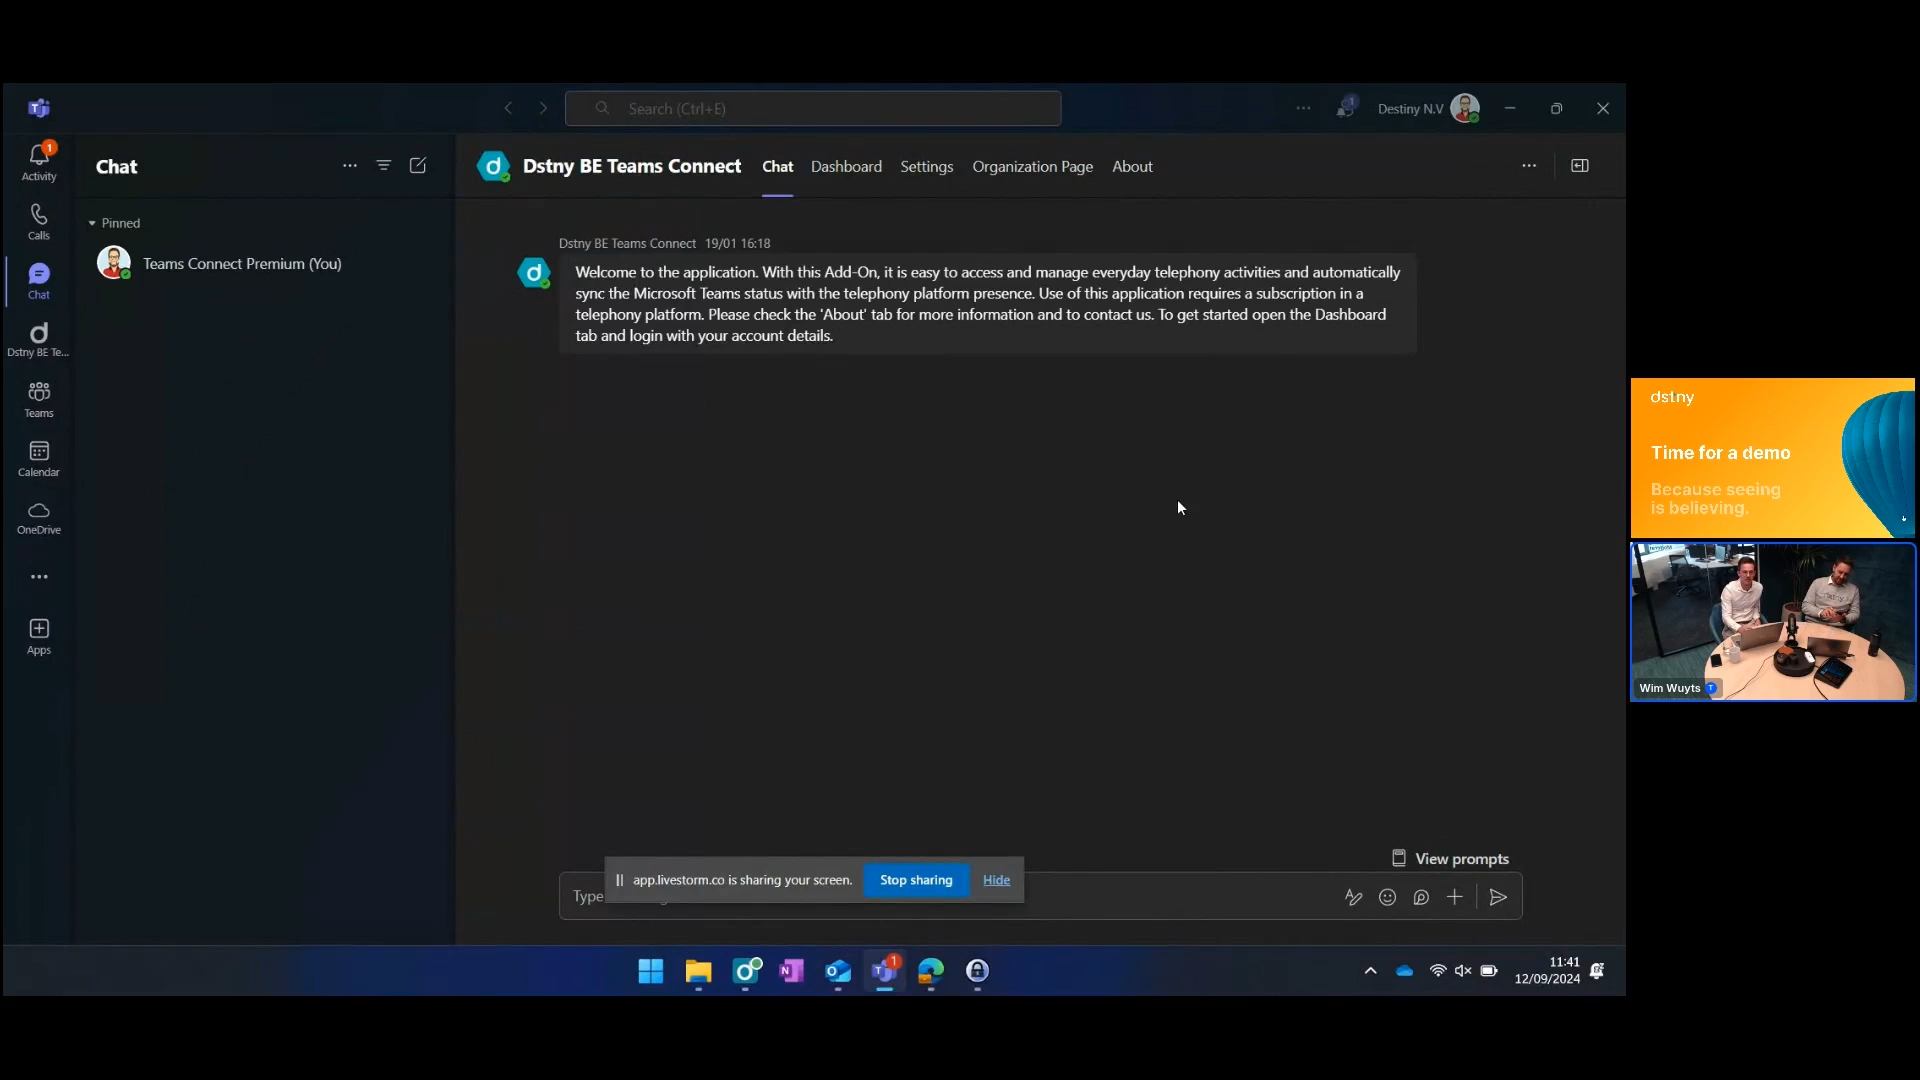 Search (Ctrl+E)
1
Destiny N.V
1
Activity
Calls
Chat
Dstny BE Te...
Teams
Calendar
OneDrive
Apps
Chat
Pinned
Teams Connect Premium (You)
Dstny BE Teams Connect
Chat
Dashboard
Settings
Organization Page
About
Dstny BE Teams Connect 19/01 16:18
Welcome to the application. With this Add-On, it is easy to access and manage everyday telephony activities and automatically
sync the Microsoft Teams status with the telephony platform presence. Use of this application requires a subscription in a
telephony platform. Please check the 'About' tab for more information and to contact us. To get started open the Dashboard
tab and login with your account details.
View prompts
Type
app.livestorm.co is sharing your screen.
Stop sharing
Hide
1
11:41
12/09/2024
dstny
Time for a demo
Because seeing
is believing.
Wim Wuyts
T